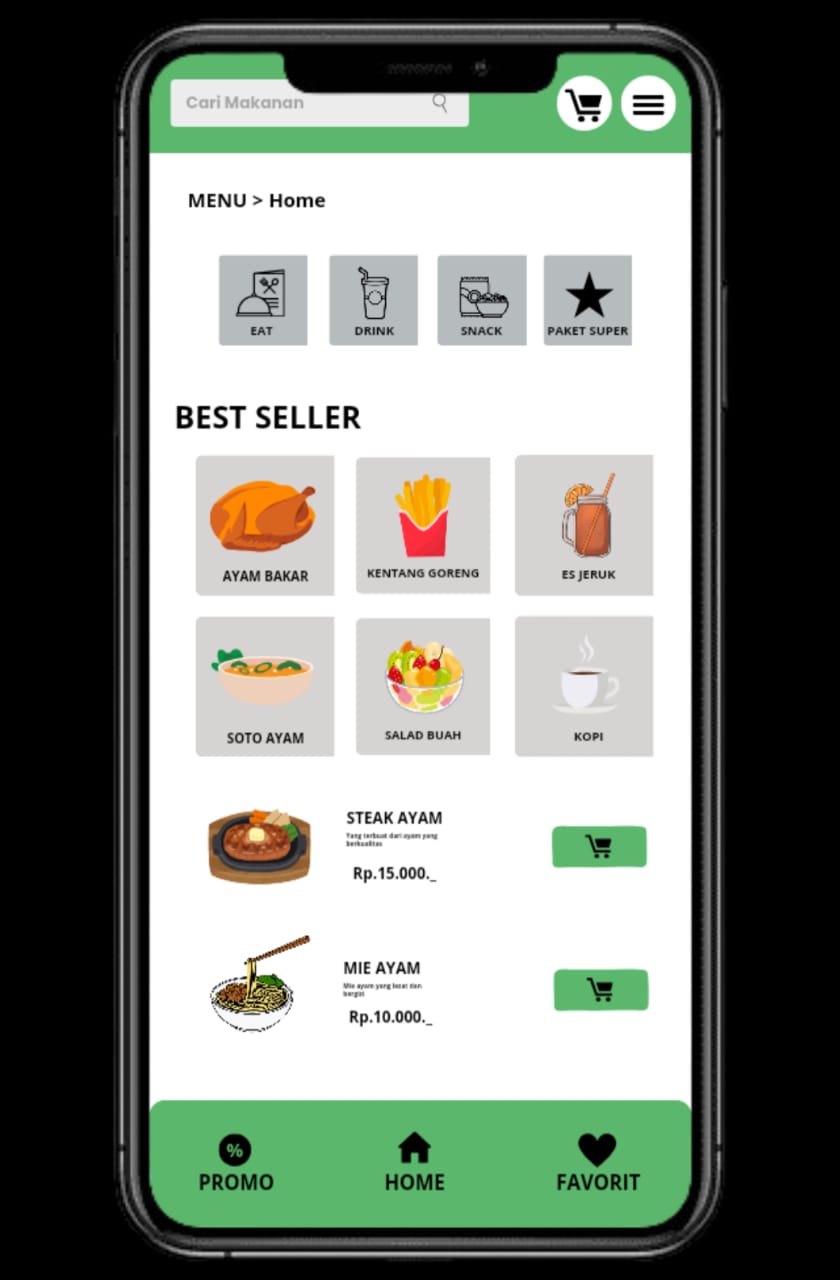 Cari Makanan
MENU > Home
EAT
DRINK
SNACK
PAKET SUPER
BEST SELLER
AYAM BAKAR
KENTANG GORENG
ES JERUK
SOTO AYAM
SALAD BUAH
KOPI
STEAK AYAM
Yang terbuat dari ayam yang
berkualitas
Rp.15.000._
MIE AYAM
Mie ayam yang lezat dan
bergizi
Rp.10.000._
%
PROMO
HOME
FAVORIT